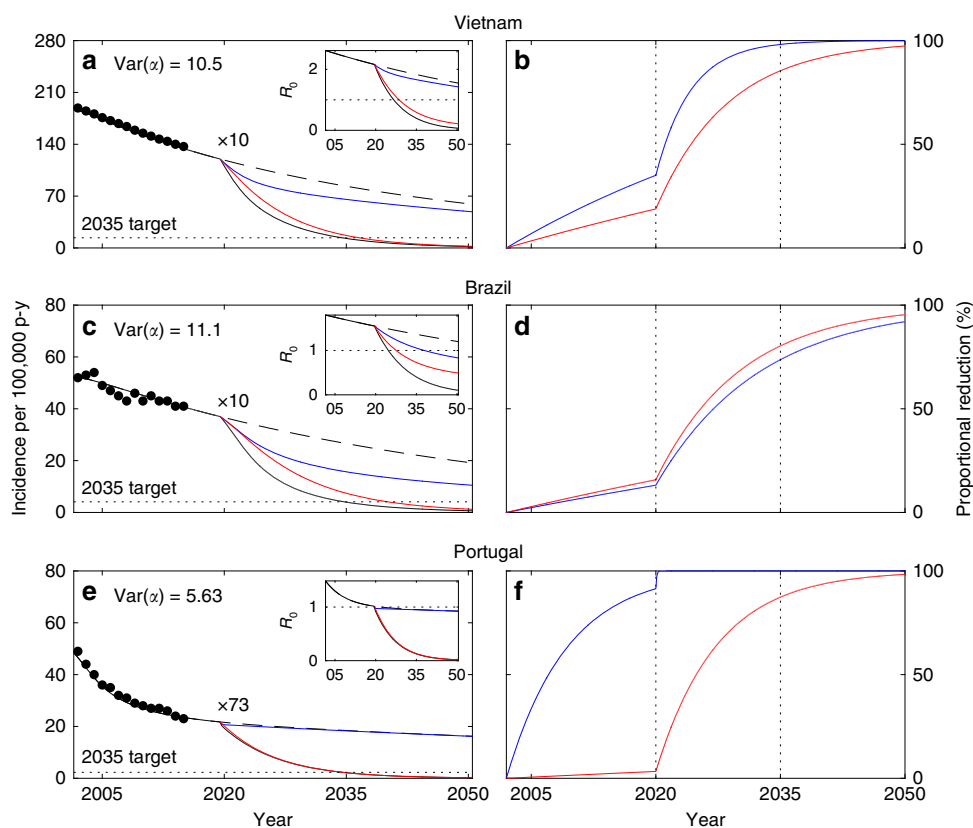 Vietnam
280
210
140
70
0
a
Var(α) = 10.5
×10
2035 target
R0
2
1
0
05 20 35 50
b
100
50
0
Brazil
Incidence per 100,000 p-y
80
60
40
20
0
c
Var(α) = 11.1
×10
2035 target
R0
1
0
05 20 35 50
d
100
50
0
Proportional reduction (%)
Portugal
80
60
40
20
0
e
Var(α) = 5.63
×73
2035 target
R0
1
0
05 20 35 50
2005 2020 2035 2050
Year
f
100
50
0
2005 2020 2035 2050
Year